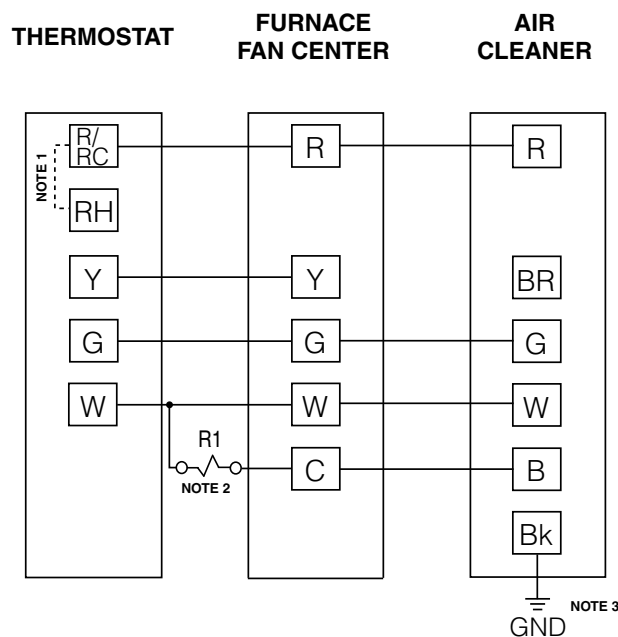 THERMOSTAT
FURNACE
FAN CENTER
AIR
CLEANER
R/
RC
R
R
NOTE 1
RH
Y
Y
BR
G
G
G
W
W
W
R1
C
B
NOTE 2
Bk
NOTE 3
GND